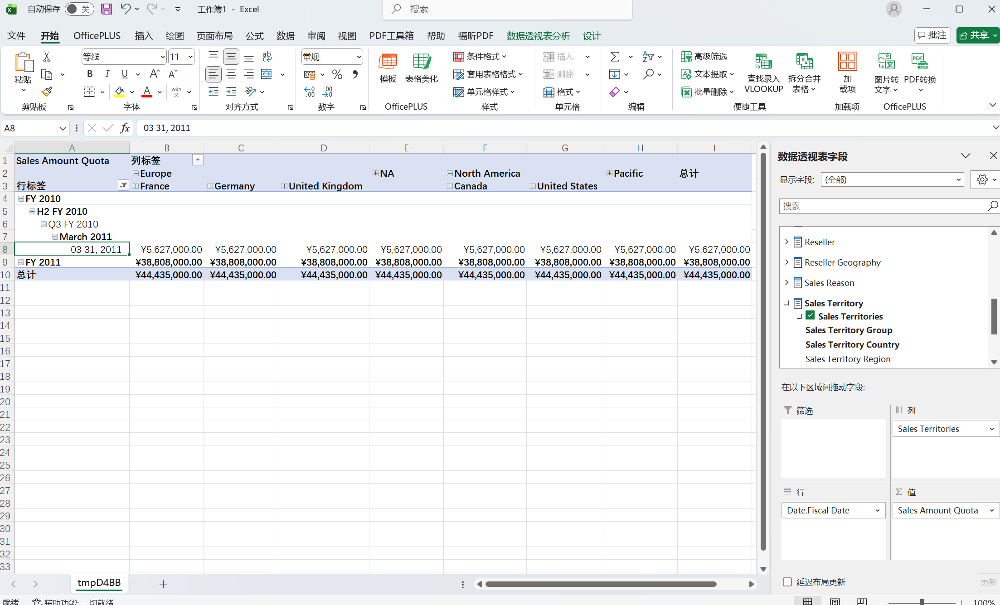 自动保存 关 工作簿1 - Excel 搜索
文件 开始 OfficePLUS 插入 绘图 页面布局 公式 数据 审阅 视图 PDF工具箱 帮助 福昕PDF 数据透视表分析 设计 批注 共享
粘贴
剪贴板
等线 11
B I U A A
A wén 文
字体
ab
对齐方式
常规
% 9
.00 .00
数字
模板 表格美化
OfficePLUS
条件格式
套用表格格式
单元格样式
样式
插入
删除
格式
单元格
编辑
高级筛选
文本提取
批量删除
查找录入
VLOOKUP
拆分合并
表格
便捷工具
加
载项
加载项
图片转
文字
PDF转换
OfficePLUS
A8 fx 03 31, 2011
A B C D E F G H I
1 Sales Amount Quota 列标签
2 Europe NA North America Pacific 总计
3 行标签 France Germany United Kingdom Canada United States
4 FY 2010
5 H2 FY 2010
6 Q3 FY 2010
7 March 2011
8 03 31, 2011 ¥5,627,000.00 ¥5,627,000.00 ¥5,627,000.00 ¥5,627,000.00 ¥5,627,000.00 ¥5,627,000.00 ¥5,627,000.00 ¥5,627,000.00
9 FY 2011 ¥38,808,000.00 ¥38,808,000.00 ¥38,808,000.00 ¥38,808,000.00 ¥38,808,000.00 ¥38,808,000.00 ¥38,808,000.00 ¥38,808,000.00
10 总计 ¥44,435,000.00 ¥44,435,000.00 ¥44,435,000.00 ¥44,435,000.00 ¥44,435,000.00 ¥44,435,000.00 ¥44,435,000.00 ¥44,435,000.00
11
12
13
14
15
16
17
18
19
20
21
22
23
24
25
26
27
28
29
30
31
32
33
数据透视表字段
显示字段: (全部)
搜索
Reseller
Reseller Geography
Sales Reason
Sales Territory
Sales Territories
Sales Territory Group
Sales Territory Country
Sales Territory Region
在以下区域间拖动字段:
筛选
列
Sales Territories
行
Date.Fiscal Date
Σ 值
Sales Amount Quota
延迟布局更新 更新
tmpD4BB
就绪 辅助功能: 一切就绪 100%